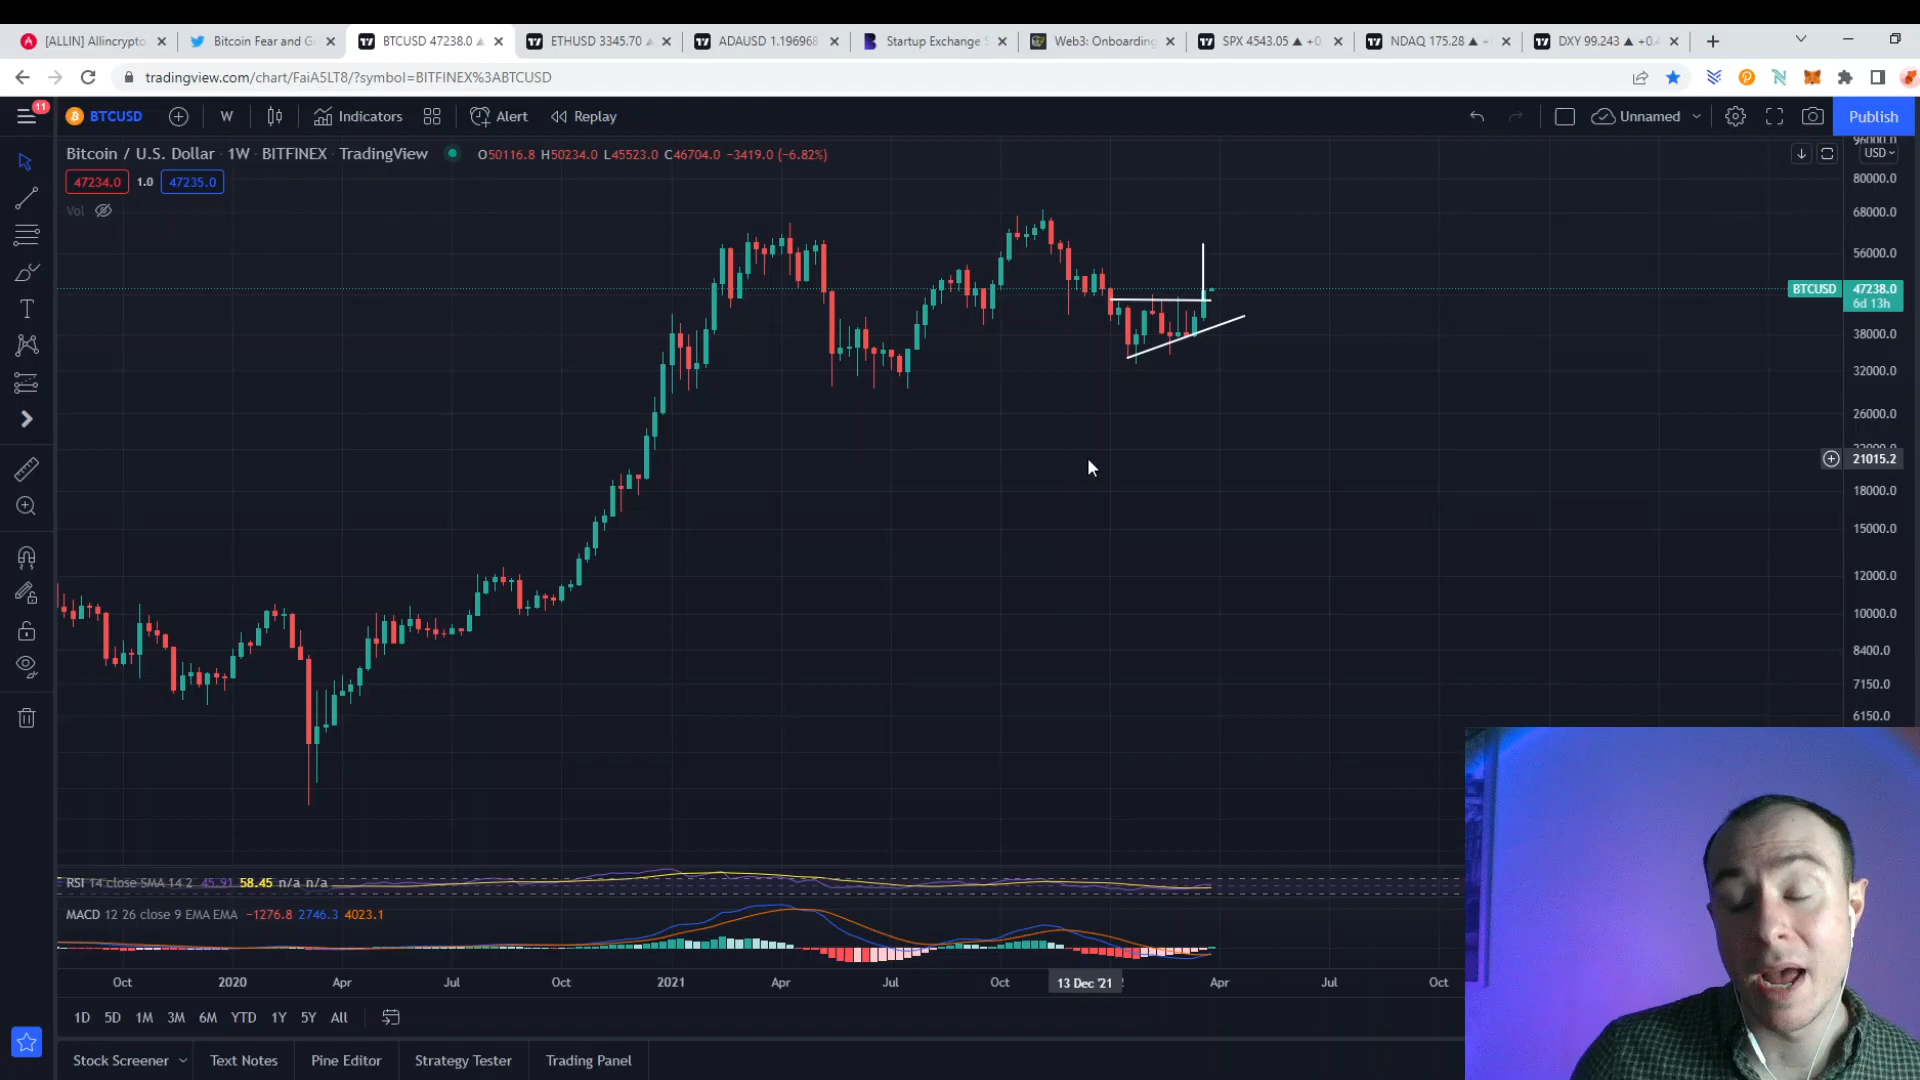 [ALLIN] Allincrypto
Bitcoin Fear and G
BTCUSD 47238.0
ETHUSD 3345.70
ADAUSD 1.196968
Startup Exchange
Web3: Onboarding
SPX 4543.05 ▲ +0
NDAQ 175.28 ▲
DXY 99.243 ▲ +0.
tradingview.com/chart/FaiA5LT8/?symbol=BITFINEX%3ABTCUSD
11
BTCUSD
W
Indicators
Alert
Replay
Unnamed
Publish
Bitcoin / U.S. Dollar · 1W · BITFINEX · TradingView
O50116.8 H50234.0 L45523.0 C46704.0 −3419.0 (−6.82%)
USD
47234.0
1.0
47235.0
Vol
96000.0
80000.0
68000.0
56000.0
BTCUSD 47238.0
6d 13h
38000.0
32000.0
26000.0
22000.0
21015.2
18000.0
15000.0
12000.0
10000.0
8400.0
7150.0
6150.0
RSI 14 close SMA 14 2 45.91 58.45 n/a n/a
MACD 12 26 close 9 EMA EMA −1276.8 2746.3 4023.1
Oct 2020 Apr Jul Oct 2021 Apr Jul Oct 13 Dec '21 Apr Jul Oct
1D 5D 1M 3M 6M YTD 1Y 5Y All
Stock Screener Text Notes Pine Editor Strategy Tester Trading Panel